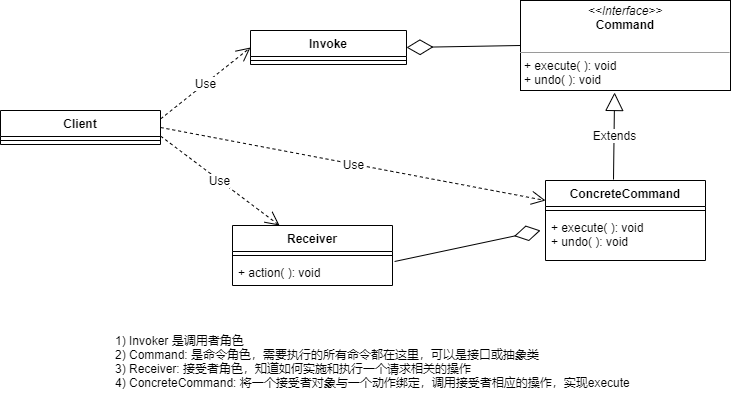 <<Interface>>
Command
Invoke
+ execute( ): void
+ undo( ): void
Use
Client
Extends
Use
Use
ConcreteCommand
Receiver
+ execute( ): void
+ undo( ): void
+ action( ): void
1) Invoker 是调用者角色
2) Command: 是命令角色，需要执行的所有命令都在这里，可以是接口或抽象类
3) Receiver: 接受者角色，知道如何实施和执行一个请求相关的操作
4) ConcreteCommand: 将一个接受者对象与一个动作绑定，调用接受者相应的操作，实现execute